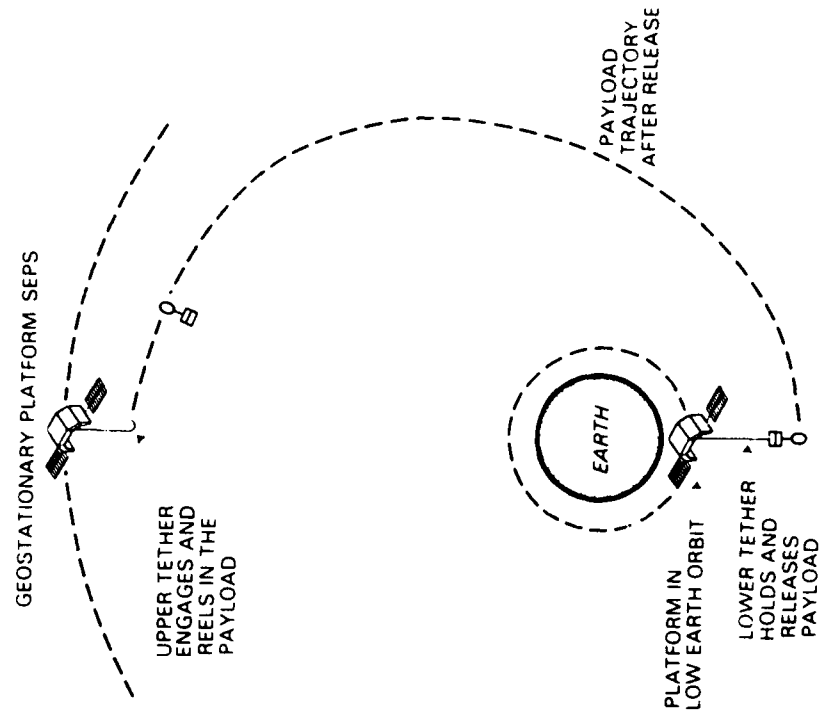 GEOSTATIONARY PLATFORM SEPS
UPPER TETHER
ENGAGES AND
REELS IN THE
PAYLOAD
PAYLOAD
TRAJECTORY
AFTER RELEASE
EARTH
PLATFORM IN
LOW EARTH ORBIT
LOWER TETHER
HOLDS AND
RELEASES
PAYLOAD